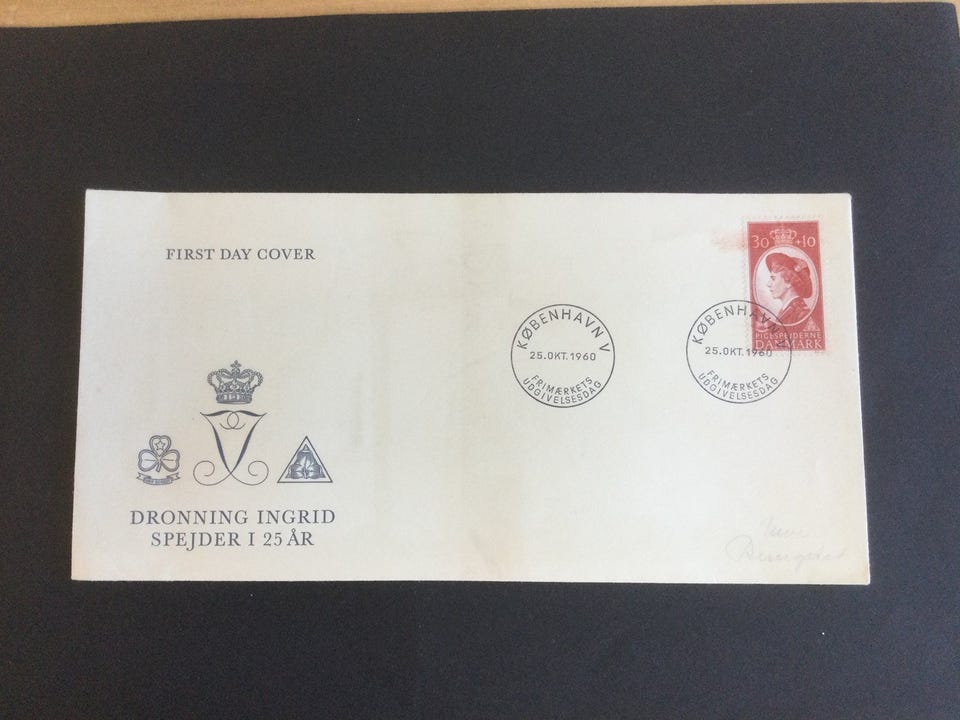 FIRST DAY COVER
30 +10
PIGESPEJDERNE
DANMARK
KØBENHAVN V
25.OKT.1960
FRIMÆRKETS
UDGIVELSESDAG
KØBENHAVN V
25.OKT.1960
FRIMÆRKETS
UDGIVELSESDAG
DRONNING INGRID
SPEJDER I 25 ÅR